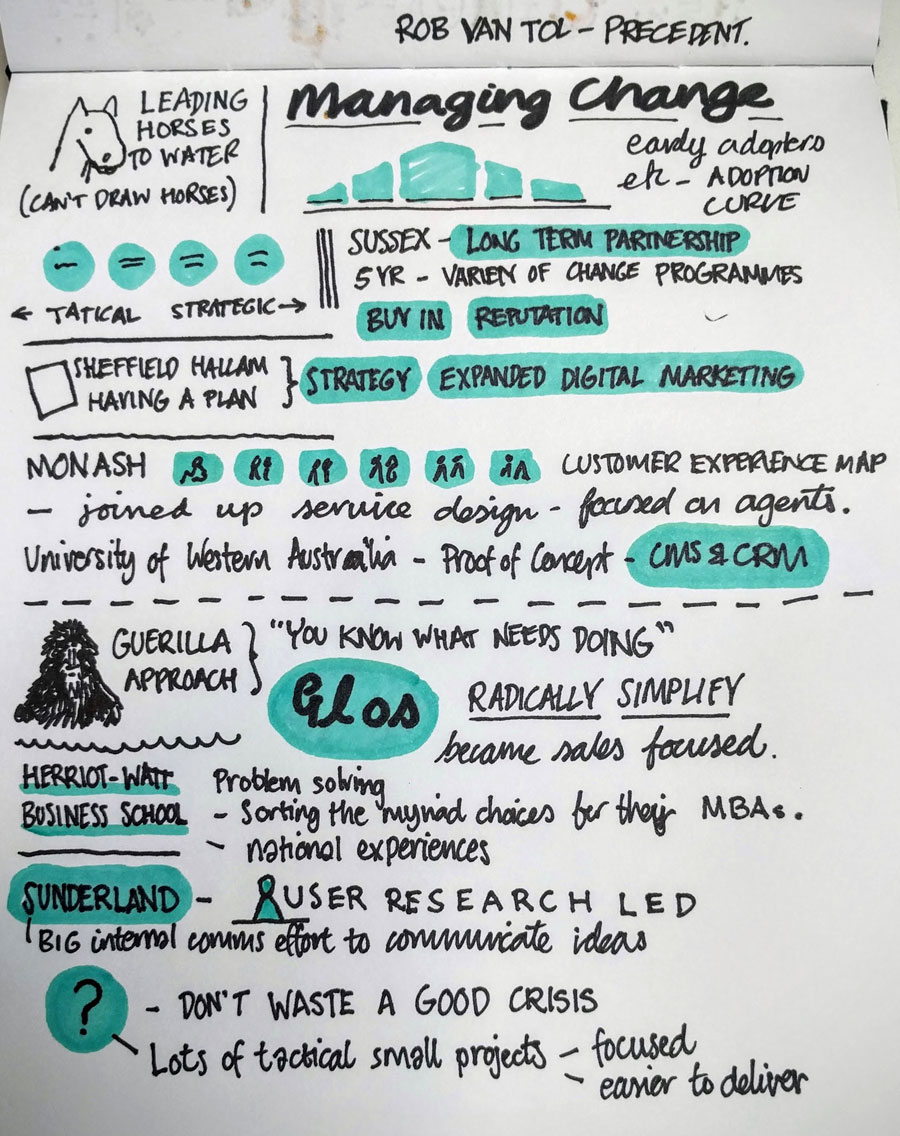 ROB VAN TOL - PRECEDENT.
LEADING
HORSES
TO WATER
(CAN'T DRAW HORSES)
Managing Change
early adopters
etc - ADOPTION
CURVE
← TATICAL STRATEGIC →
SUSSEX - LONG TERM PARTNERSHIP
5 YR - VARIETY OF CHANGE PROGRAMMES
BUY IN REPUTATION
SHEFFIELD HALLAM
HAVING A PLAN
STRATEGY EXPANDED DIGITAL MARKETING
MONASH CUSTOMER EXPERIENCE MAP
- joined up service design - focused on agents.
University of Western Australia - Proof of Concept - CMS & CRM
GUERILLA
APPROACH
"YOU KNOW WHAT NEEDS DOING"
Glos
RADICALLY SIMPLIFY
became sales focused.
HERRIOT-WATT
BUSINESS SCHOOL
Problem solving
- Sorting the myriad choices for their MBAs.
- national experiences
SUNDERLAND - USER RESEARCH LED
BIG internal comms effort to communicate ideas
?
- DON'T WASTE A GOOD CRISIS
Lots of tactical small projects - focused
- easier to deliver